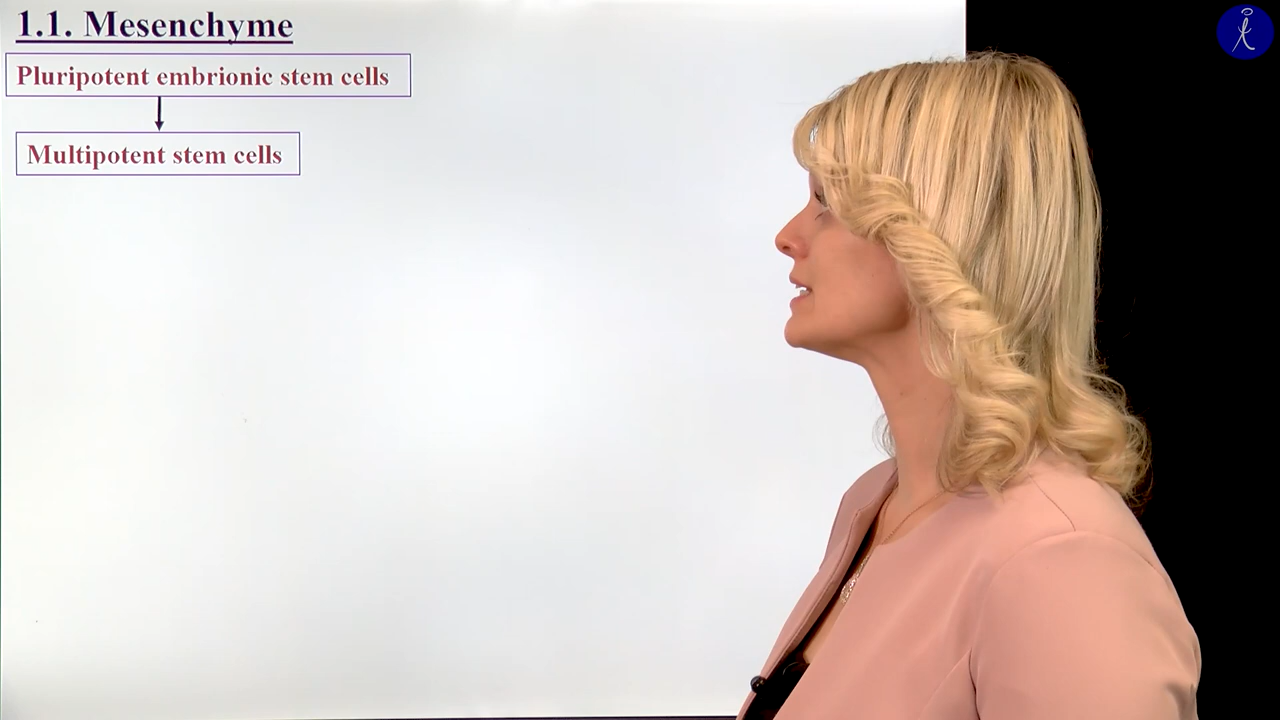 1.1. Mesenchyme
Pluripotent embrionic stem cells
Multipotent stem cells